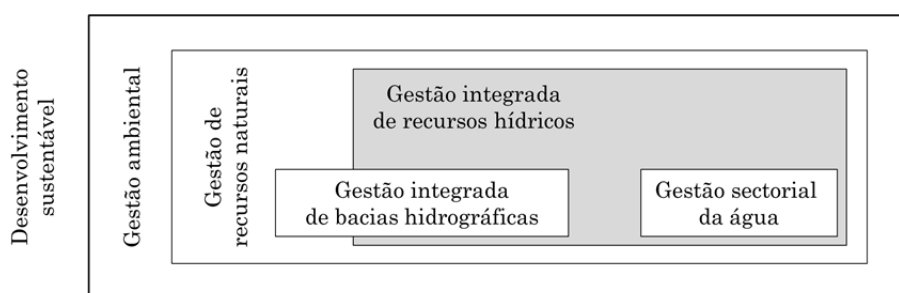 Desenvolvimento
sustentável
Gestão ambiental
Gestão de
recursos naturais
Gestão integrada
de recursos hídricos
Gestão integrada
de bacias hidrográficas
Gestão sectorial
da água